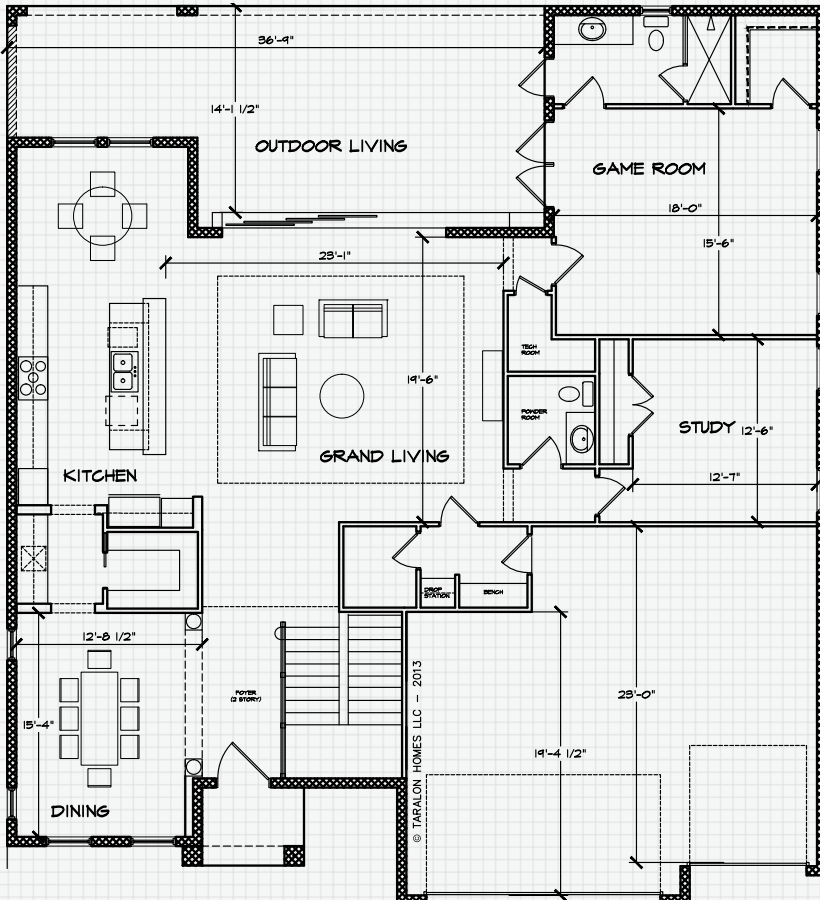 36'-9"
14'-1 1/2"
OUTDOOR LIVING
GAME ROOM
18'-0"
15'-6"
23'-1"
TECH
ROOM
19'-6"
POWDER
ROOM
STUDY
12'-6"
GRAND LIVING
KITCHEN
12'-7"
DROP
STATION
BENCH
12'-8 1/2"
FOYER
(2 STORY)
23'-0"
15'-4"
19'-4 1/2"
DINING
© TARALON HOMES LLC - 2013